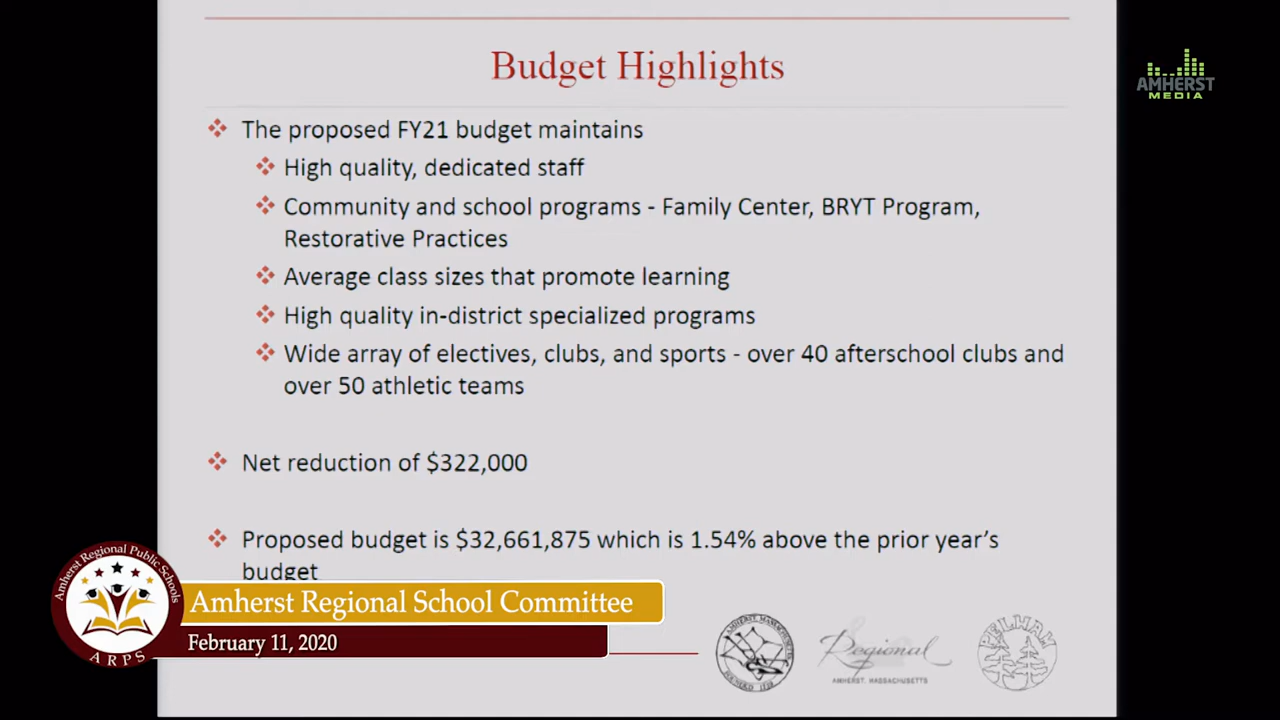 Budget Highlights
AMHERST
MEDIA
The proposed FY21 budget maintains
High quality, dedicated staff
Community and school programs - Family Center, BRYT Program,
Restorative Practices
Average class sizes that promote learning
High quality in-district specialized programs
Wide array of electives, clubs, and sports - over 40 afterschool clubs and
over 50 athletic teams
Net reduction of $322,000
Proposed budget is $32,661,875 which is 1.54% above the prior year's
budget
Amherst Regional Public Schools
ARPS
Amherst Regional School Committee
February 11, 2020
AMHERST MASSACHUSETTS
Regional
AMHERST, MASSACHUSETTS
PELHAM